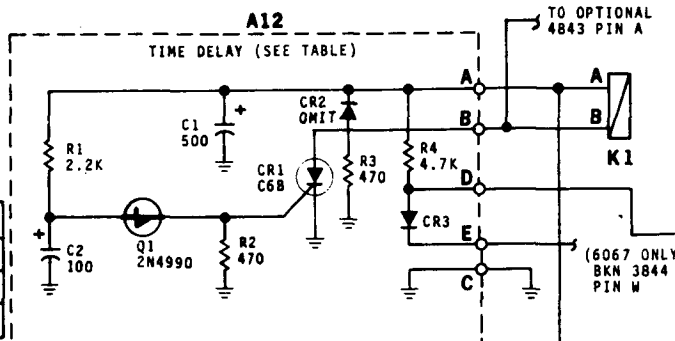 A12
TO OPTIONAL
4843 PIN A
TIME DELAY (SEE TABLE)
A
A
B
B
K1
+
C1
500
CR2
OMIT
R1
2.2K
CR1
C6B
R3
470
R4
4.7K
D
CR3
+
C2
100
Q1
2N4990
R2
470
E
C
(6067 ONLY
BKN 3844
PIN W